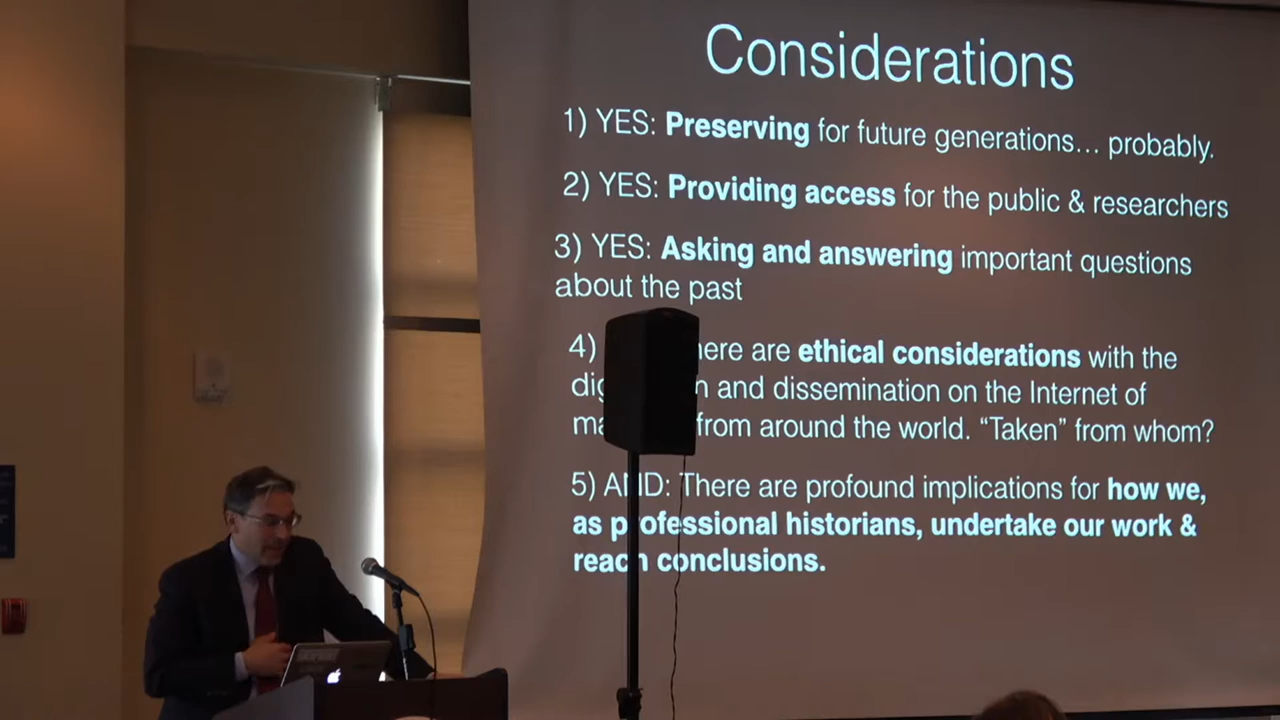 Considerations
1) YES: Preserving for future generations... probably.
2) YES: Providing access for the public & researchers
3) YES: Asking and answering important questions
about the past
4) are ethical considerations with the
and dissemination on the Internet of
from around the world. “Taken” from whom?
5) AND: There are profound implications for how we,
as professional historians, undertake our work &
reach conclusions.